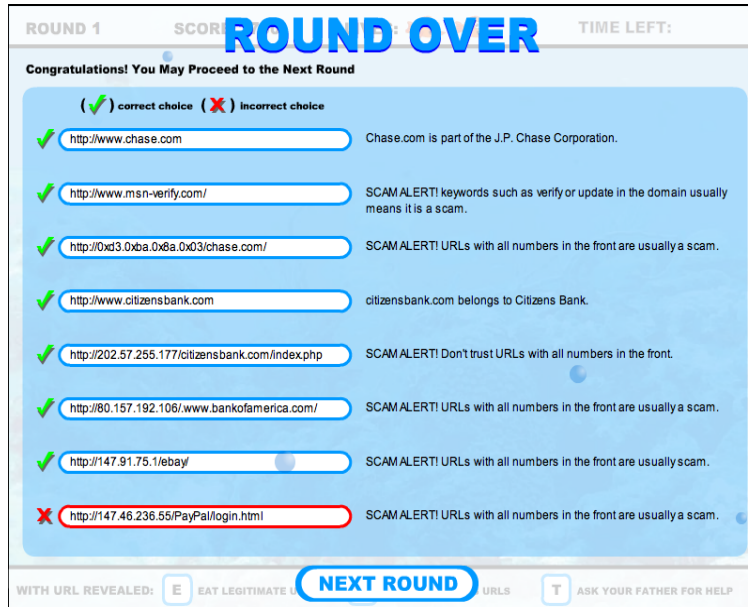 ROUND 1 SCOR ROUND OVER TIME LEFT:
Congratulations! You May Proceed to the Next Round
( ) correct choice ( ) incorrect choice
http://www.chase.com
Chase.com is part of the J.P. Chase Corporation.
http://www.msn-verify.com/
SCAM ALERT! keywords such as verify or update in the domain usually
means it is a scam.
http://0xd3.0xba.0x8a.0x03/chase.com/
SCAM ALERT! URLs with all numbers in the front are usually a scam.
http://www.citizensbank.com
citizensbank.com belongs to Citizens Bank.
http://202.57.255.177/citizensbank.com/index.php
SCAM ALERT! Don't trust URLs with all numbers in the front.
http://80.157.192.106/.www.bankofamerica.com/
SCAM ALERT! URLs with all numbers in the front are usually a scam.
http://147.91.75.1/ebay/
SCAM ALERT! URLs with all numbers in the front are usually scam.
http://147.46.236.55/PayPal/login.html
SCAM ALERT! URLs with all numbers in the front are usually a scam.
WITH URL REVEALED: E EAT LEGITIMATE U NEXT ROUND URLS T ASK YOUR FATHER FOR HELP